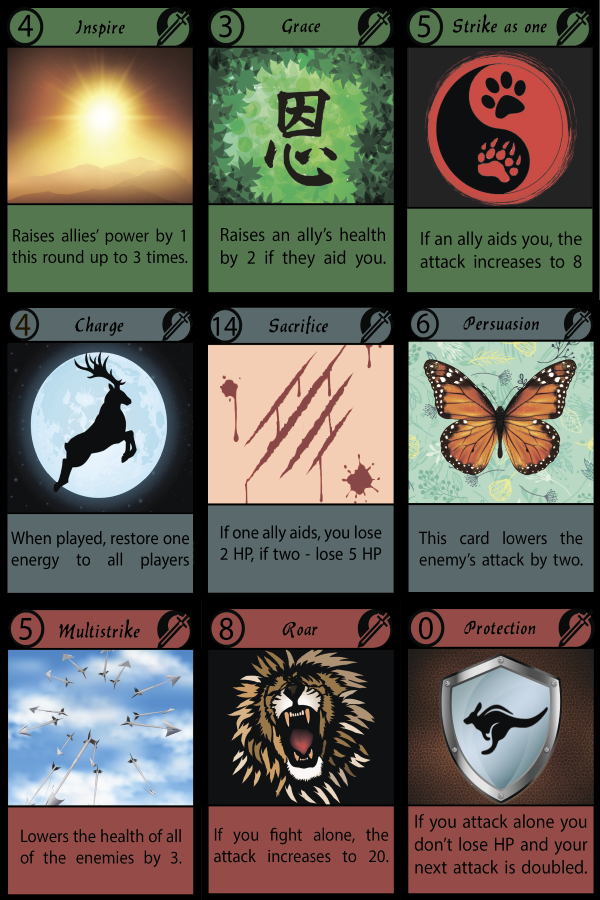 4 Inspire
Raises allies' power by 1
this round up to 3 times.
3 Grace
恩
Raises an ally's health
by 2 if they aid you.
5 Strike as one
If an ally aids you, the
attack increases to 8
4 Charge
When played, restore one
energy to all players
14 Sacrifice
If one ally aids, you lose
2 HP, if two - lose 5 HP
6 Persuasion
This card lowers the
enemy's attack by two.
5 Multistrike
Lowers the health of all
of the enemies by 3.
8 Roar
If you fight alone, the
attack increases to 20.
0 Protection
If you attack alone you
don't lose HP and your
next attack is doubled.